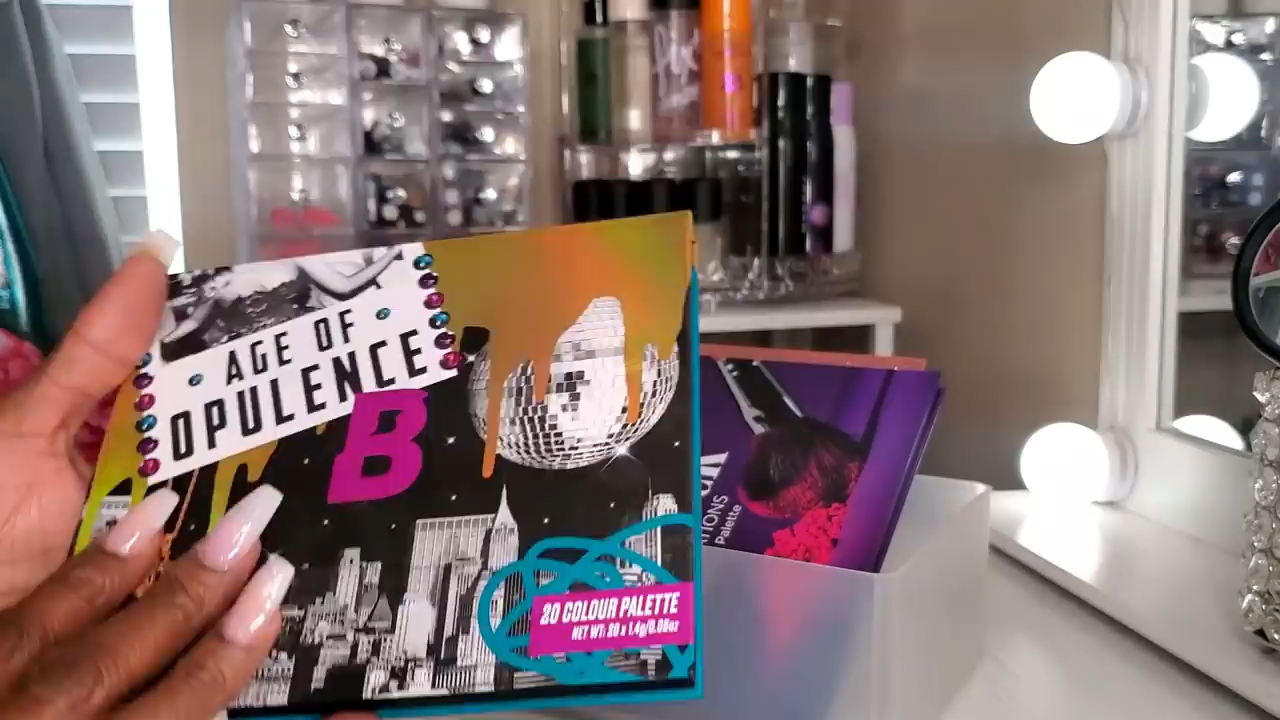 AGE OF
OPULENCE
B
20 COLOUR PALETTE
NET WT: 20 x 1.4g/0.05oz
Palette